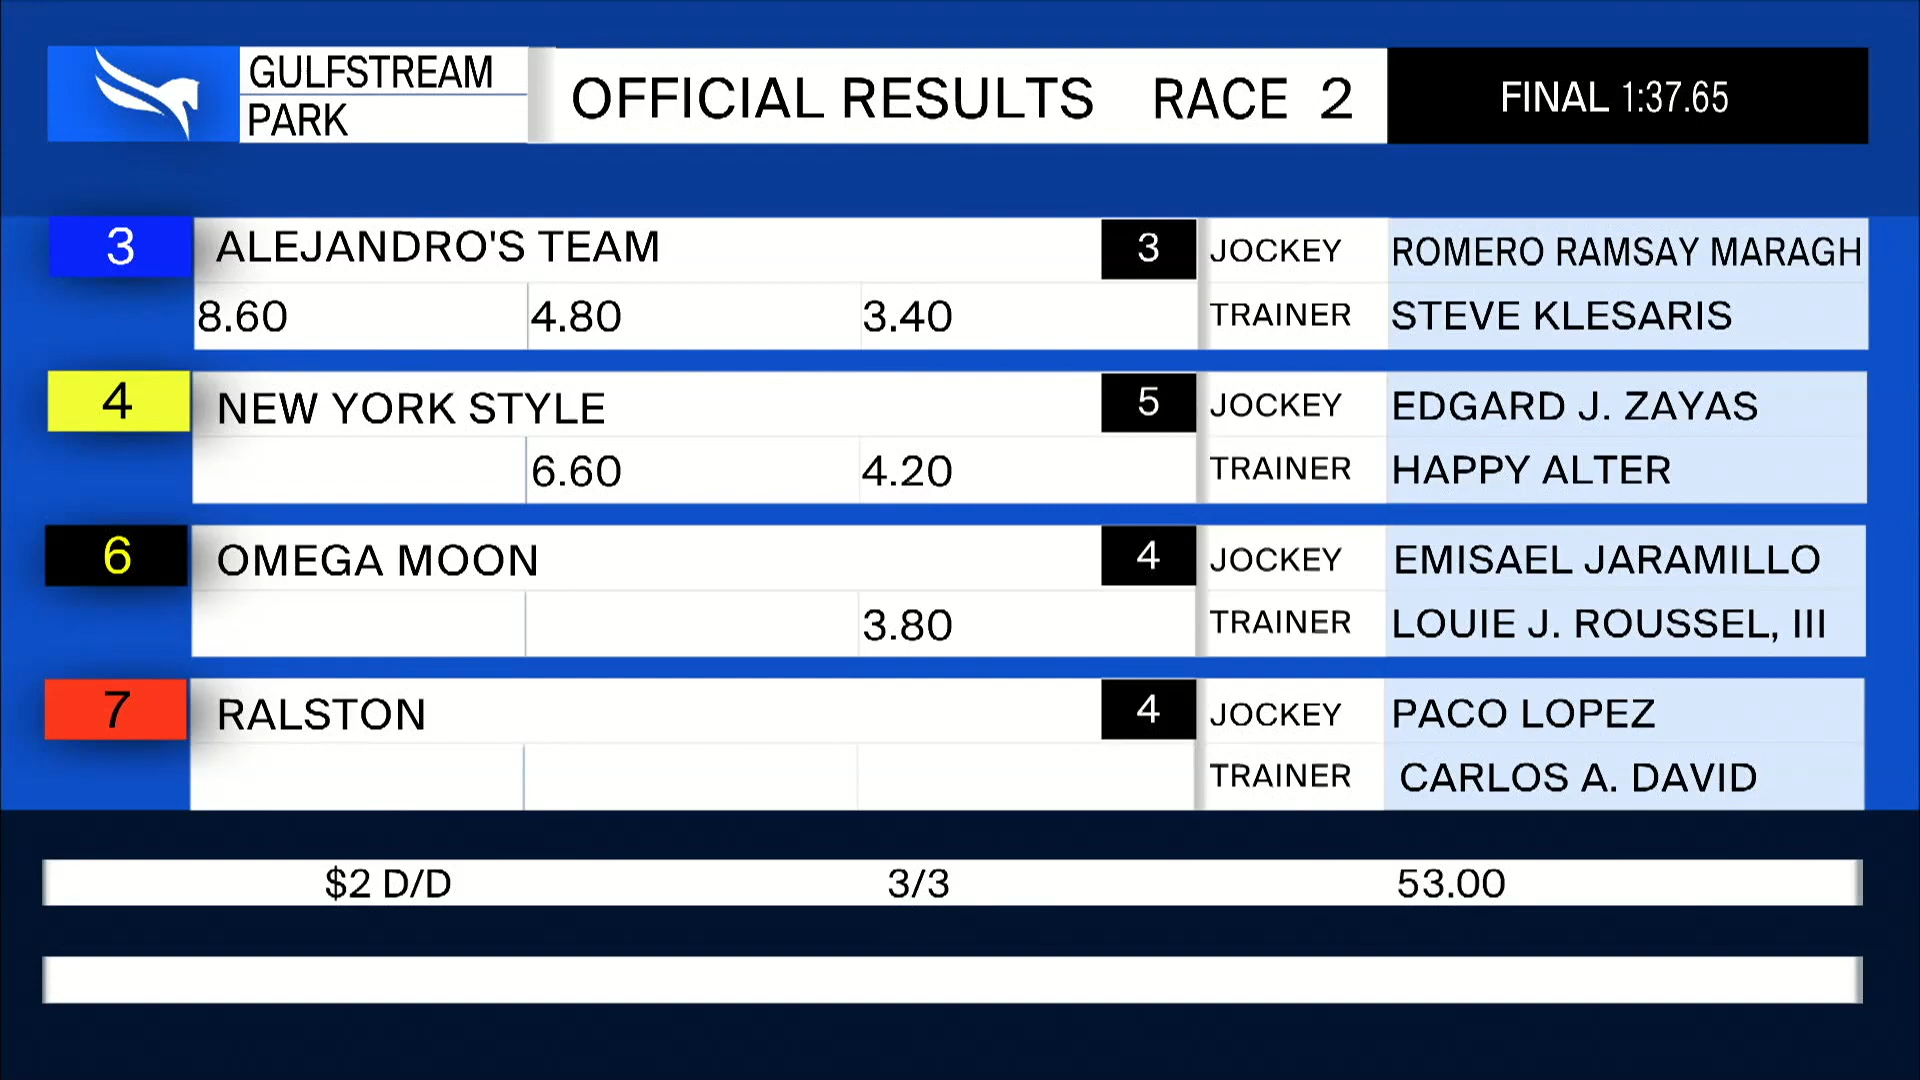 GULFSTREAM
PARK
OFFICIAL RESULTS RACE 2
FINAL 1:37.65
3 ALEJANDRO'S TEAM 3 JOCKEY ROMERO RAMSAY MARAGH
8.60 4.80 3.40 TRAINER STEVE KLESARIS
4 NEW YORK STYLE 5 JOCKEY EDGARD J. ZAYAS
6.60 4.20 TRAINER HAPPY ALTER
6 OMEGA MOON 4 JOCKEY EMISAEL JARAMILLO
3.80 TRAINER LOUIE J. ROUSSEL, III
7 RALSTON 4 JOCKEY PACO LOPEZ
TRAINER CARLOS A. DAVID
$2 D/D 3/3 53.00